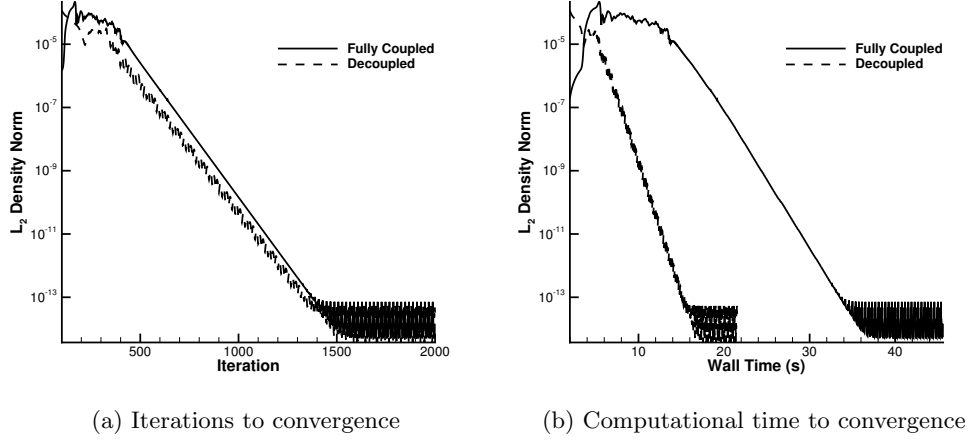 L₂ Density Norm
10⁻⁵
10⁻⁷
10⁻⁹
10⁻¹¹
10⁻¹³
Fully Coupled
Decoupled
500 1000 1500 2000
Iteration
(a) Iterations to convergence
L₂ Density Norm
10⁻⁵
10⁻⁷
10⁻⁹
10⁻¹¹
10⁻¹³
Fully Coupled
Decoupled
10 20 30 40
Wall Time (s)
(b) Computational time to convergence